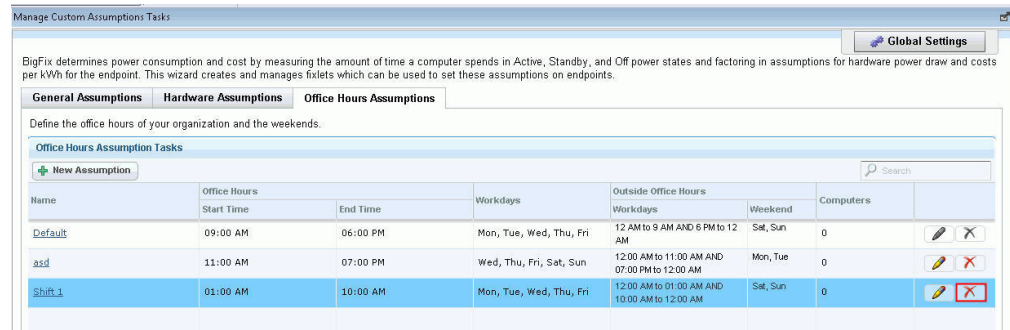 Manage Custom Assumptions Tasks
Global Settings
BigFix determines power consumption and cost by measuring the amount of time a computer spends in Active, Standby, and Off power states and factoring in assumptions for hardware power draw and costs
per kWh for the endpoint. This wizard creates and manages fixlets which can be used to set these assumptions on endpoints.
General Assumptions Hardware Assumptions Office Hours Assumptions
Define the office hours of your organization and the weekends.
Office Hours Assumption Tasks
New Assumption Search
Name Office Hours Workdays Outside Office Hours Computers
Start Time End Time Workdays Weekend
Default 09:00 AM 06:00 PM Mon, Tue, Wed, Thu, Fri 12 AM to 9 AM AND 6 PM to 12 Sat, Sun 0
AM
asd 11:00 AM 07:00 PM Wed, Thu, Fri, Sat, Sun 12:00 AM to 11:00 AM AND Mon, Tue 0
07:00 PM to 12:00 AM
Shift 1 01:00 AM 10:00 AM Mon, Tue, Wed, Thu, Fri 12:00 AM to 01:00 AM AND Sat, Sun 0
10:00 AM to 12:00 AM